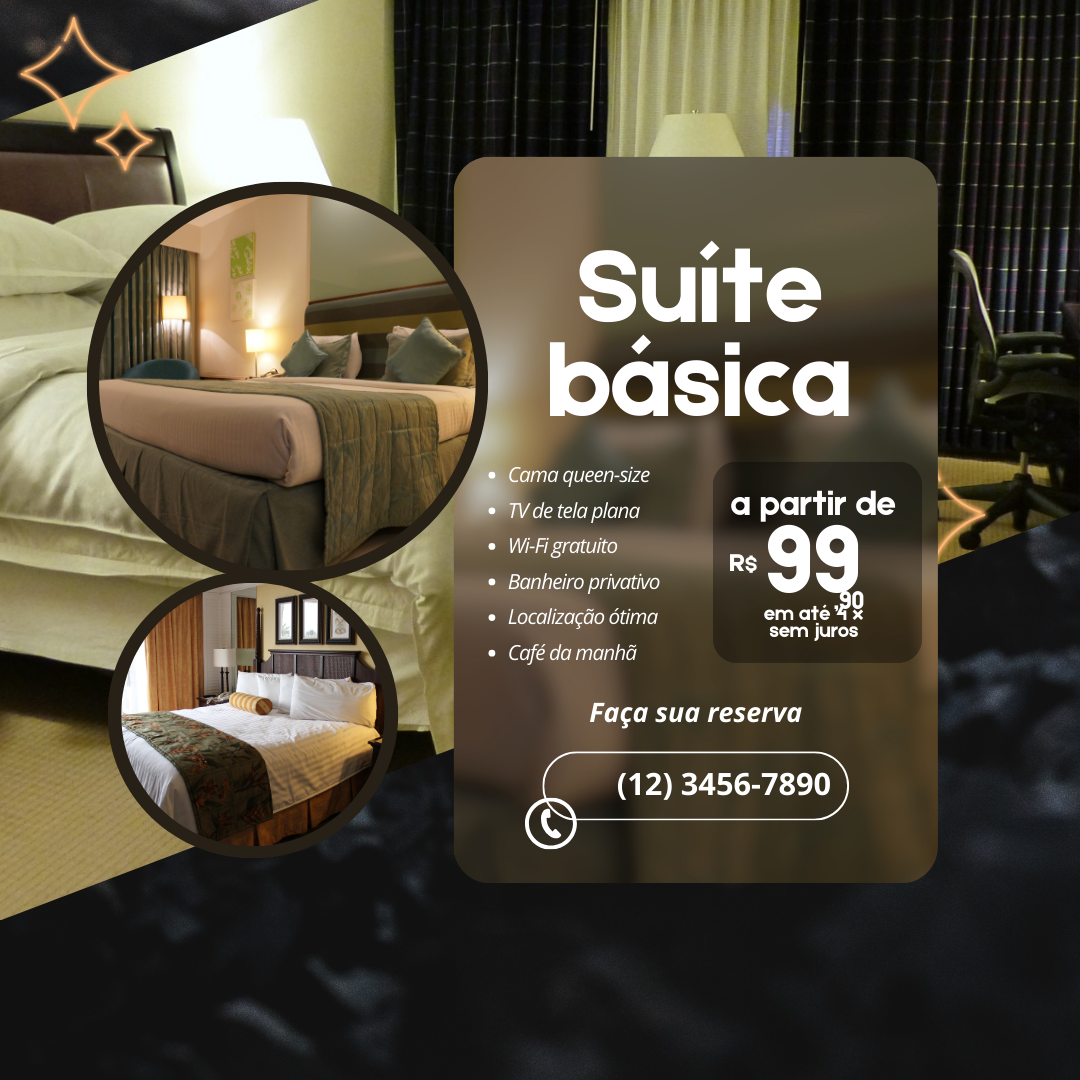 Suíte
básica
• Cama queen-size
• TV de tela plana
• Wi-Fi gratuito
• Banheiro privativo
• Localização ótima
• Café da manhã
a partir de
R$ 99
,90
em até 4x
sem juros
Faça sua reserva
(12) 3456-7890